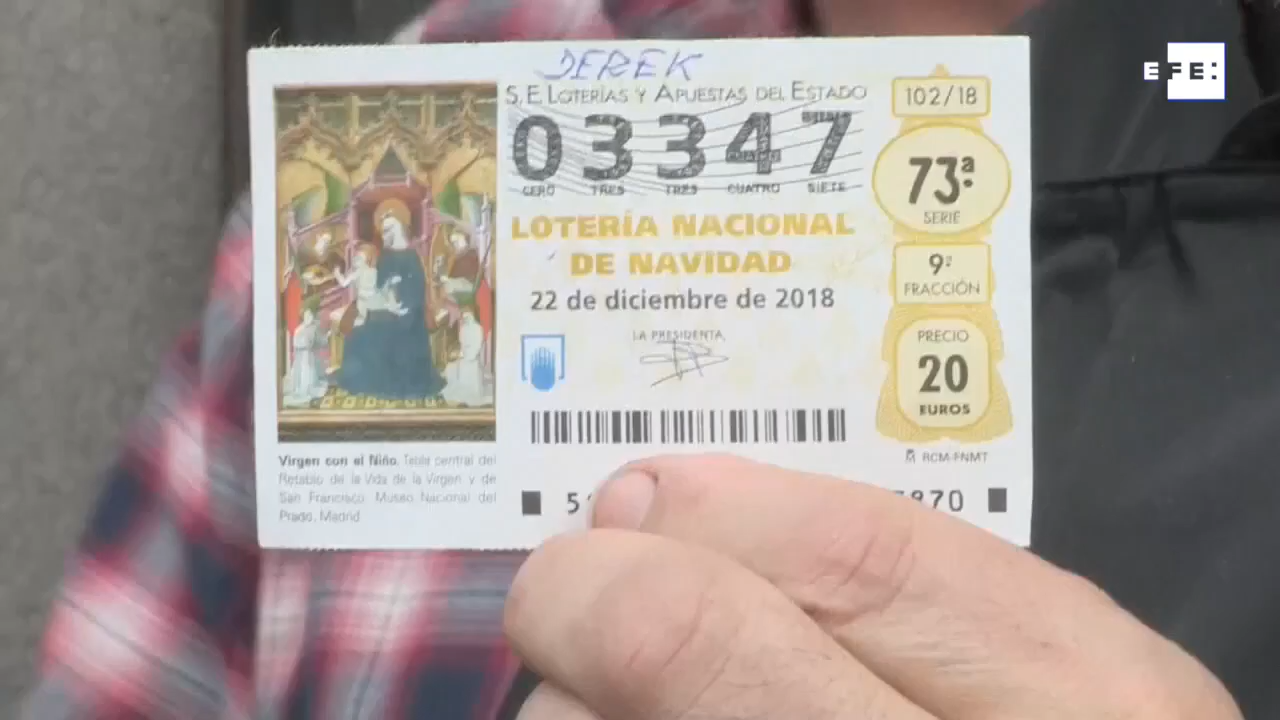 DEREK
S.E. LOTERÍAS Y APUESTAS DEL ESTADO
03347
CERO TRES TRES CUATRO SIETE
LOTERÍA NACIONAL
DE NAVIDAD
22 de diciembre de 2018
LA PRESIDENTA,
102/18
73ª
SERIE
9ª
FRACCIÓN
PRECIO
20
EUROS
RCM-FNMT
Virgen con el Niño. Tabla central del
Retablo de la Vida de la Virgen y de
San Francisco. Museo Nacional del
Prado. Madrid
EFE: